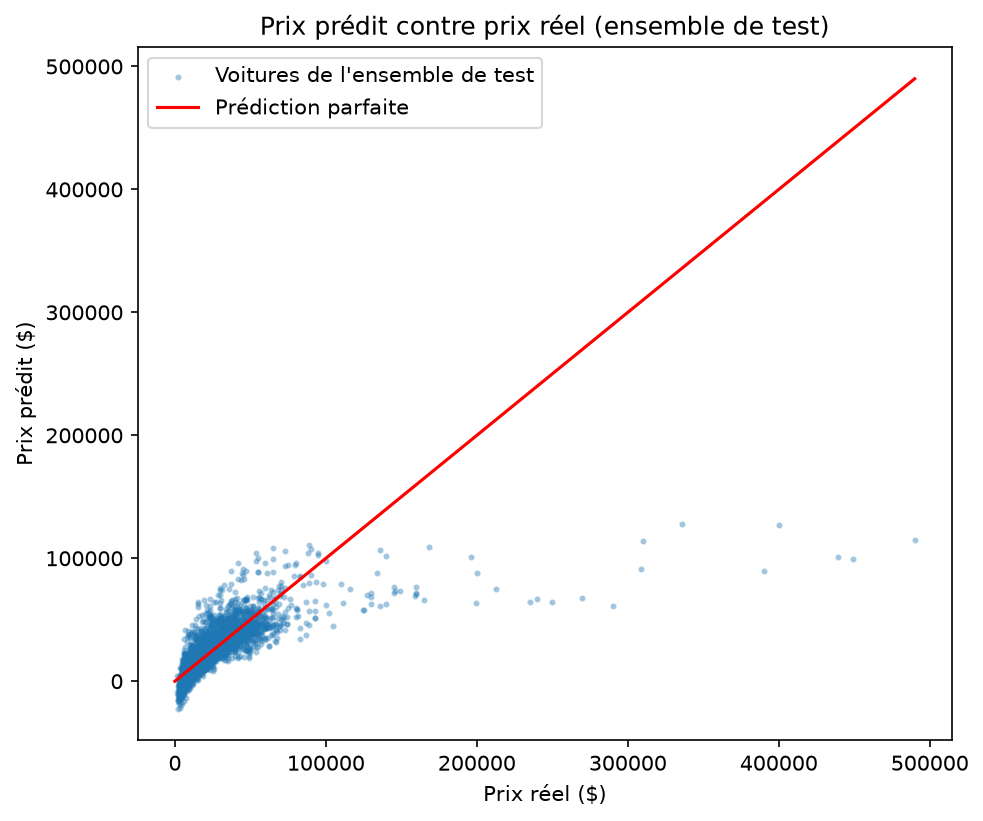 Prix prédit contre prix réel (ensemble de test)
Voitures de l'ensemble de test
Prédiction parfaite
Prix prédit ($)
500000
400000
300000
200000
100000
0
0 100000 200000 300000 400000 500000
Prix réel ($)